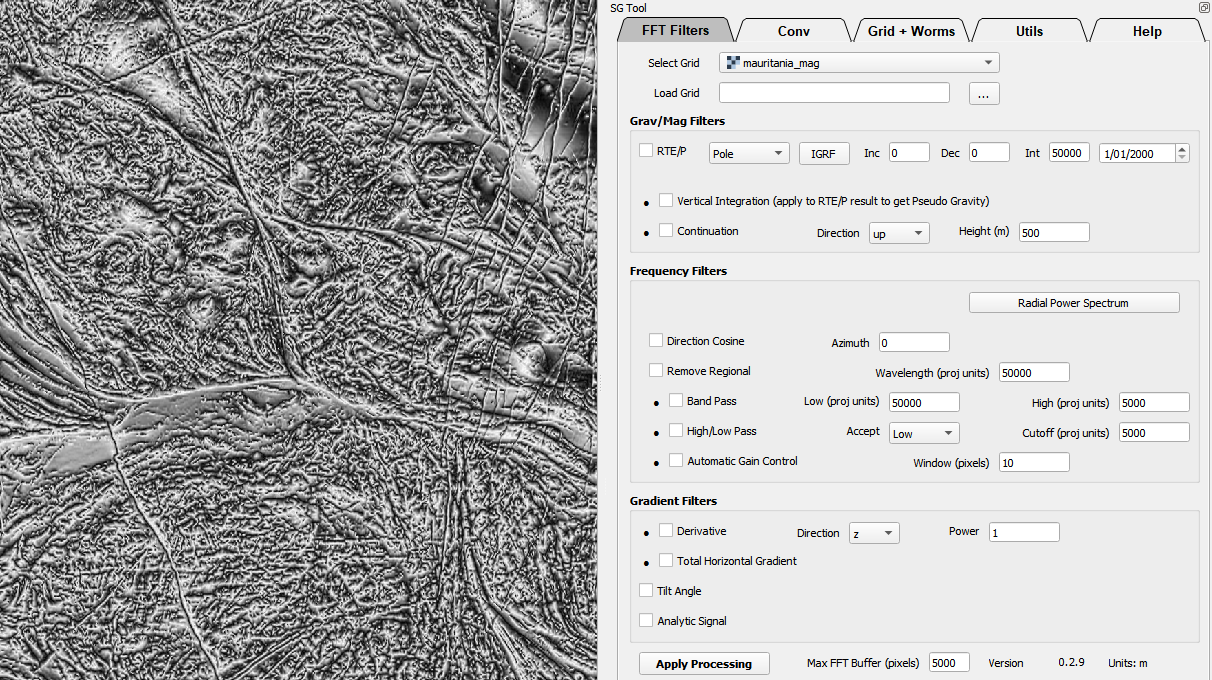 SG Tool
FFT Filters Conv Grid + Worms Utils Help
Select Grid mauritania_mag
Load Grid ...
Grav/Mag Filters
RTE/P Pole IGRF Inc 0 Dec 0 Int 50000 1/01/2000
Vertical Integration (apply to RTE/P result to get Pseudo Gravity)
Continuation Direction up Height (m) 500
Frequency Filters
Radial Power Spectrum
Direction Cosine Azimuth 0
Remove Regional Wavelength (proj units) 50000
Band Pass Low (proj units) 50000 High (proj units) 5000
High/Low Pass Accept Low Cutoff (proj units) 5000
Automatic Gain Control Window (pixels) 10
Gradient Filters
Derivative Direction z Power 1
Total Horizontal Gradient
Tilt Angle
Analytic Signal
Apply Processing Max FFT Buffer (pixels) 5000 Version 0.2.9 Units: m